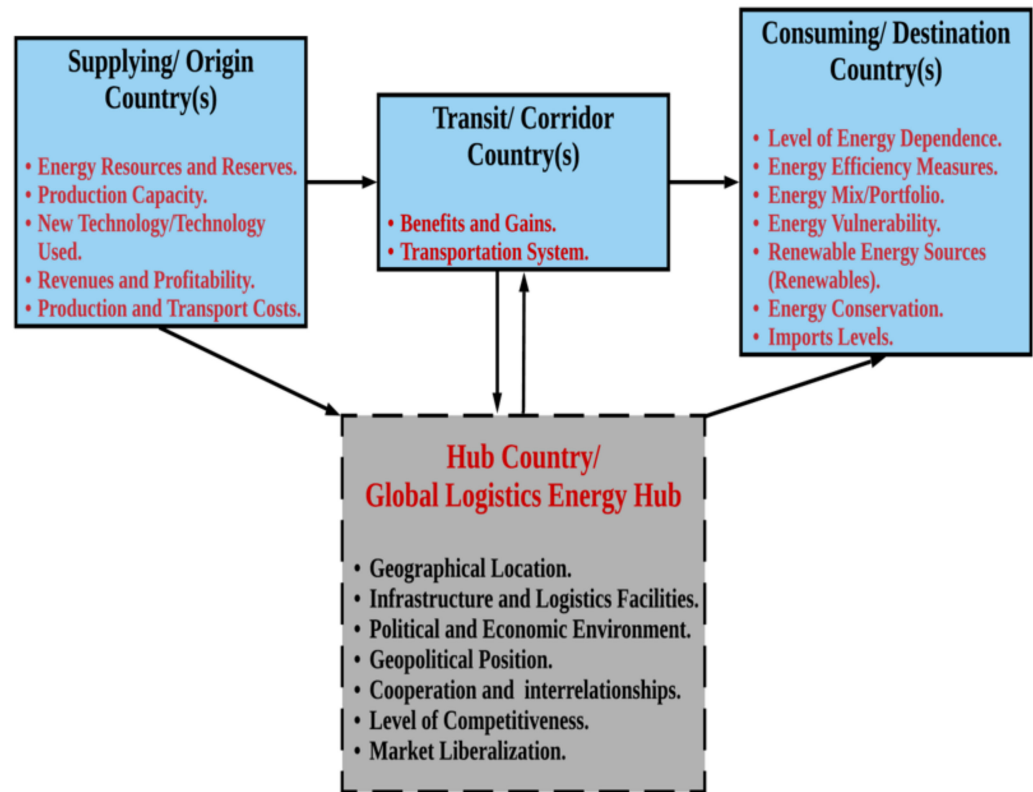 Supplying/ Origin
Country(s)
• Energy Resources and Reserves.
• Production Capacity.
• New Technology/Technology
Used.
• Revenues and Profitability.
• Production and Transport Costs.
Transit/ Corridor
Country(s)
• Benefits and Gains.
• Transportation System.
Consuming/ Destination
Country(s)
• Level of Energy Dependence.
• Energy Efficiency Measures.
• Energy Mix/Portfolio.
• Energy Vulnerability.
• Renewable Energy Sources
(Renewables).
• Energy Conservation.
• Imports Levels.
Hub Country/
Global Logistics Energy Hub
• Geographical Location.
• Infrastructure and Logistics Facilities.
• Political and Economic Environment.
• Geopolitical Position.
• Cooperation and interrelationships.
• Level of Competitiveness.
• Market Liberalization.